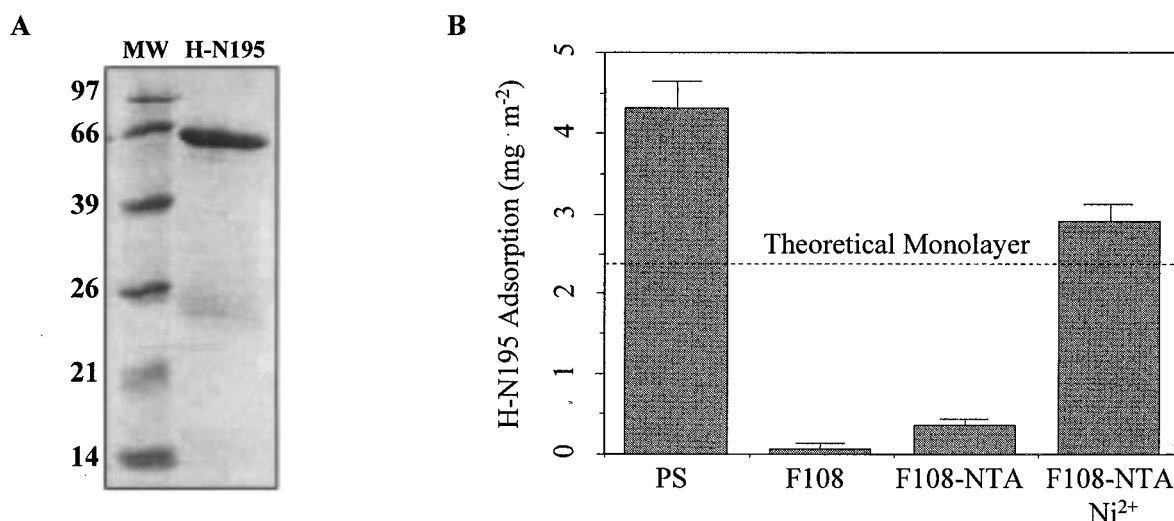 A
MW H-N195
97
66
39
26
21
14
B
H-N195 Adsorption (mg · m⁻²)
5
4
3
2
1
0
Theoretical Monolayer
PS F108 F108-NTA F108-NTA
Ni²⁺